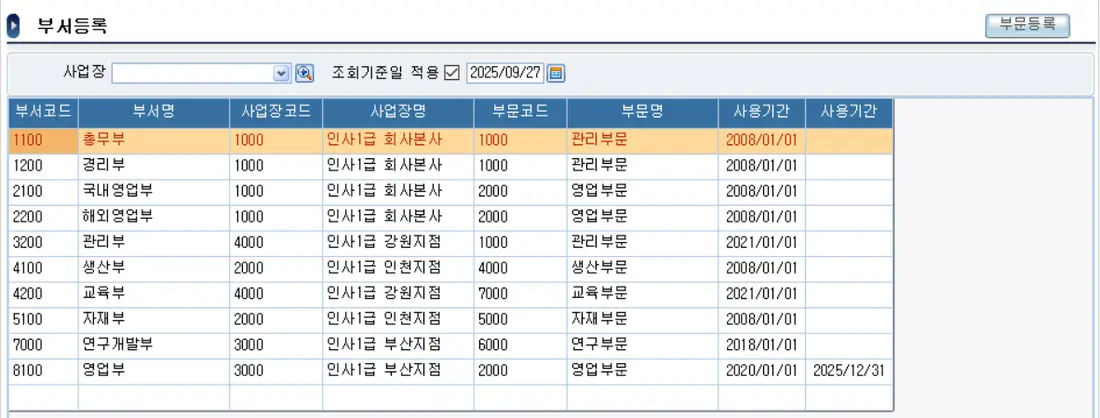 부서등록 부문등록
사업장 조회기준일 적용 2025/09/27
부서코드 부서명 사업장코드 사업장명 부문코드 부문명 사용기간 사용기간
1100 총무부 1000 인사1급 회사본사 1000 관리부문 2008/01/01
1200 경리부 1000 인사1급 회사본사 1000 관리부문 2008/01/01
2100 국내영업부 1000 인사1급 회사본사 2000 영업부문 2008/01/01
2200 해외영업부 1000 인사1급 회사본사 2000 영업부문 2008/01/01
3200 관리부 4000 인사1급 강원지점 1000 관리부문 2021/01/01
4100 생산부 2000 인사1급 인천지점 4000 생산부문 2008/01/01
4200 교육부 4000 인사1급 강원지점 7000 교육부문 2021/01/01
5100 자재부 2000 인사1급 인천지점 5000 자재부문 2008/01/01
7000 연구개발부 3000 인사1급 부산지점 6000 연구부문 2018/01/01
8100 영업부 3000 인사1급 부산지점 2000 영업부문 2020/01/01 2025/12/31